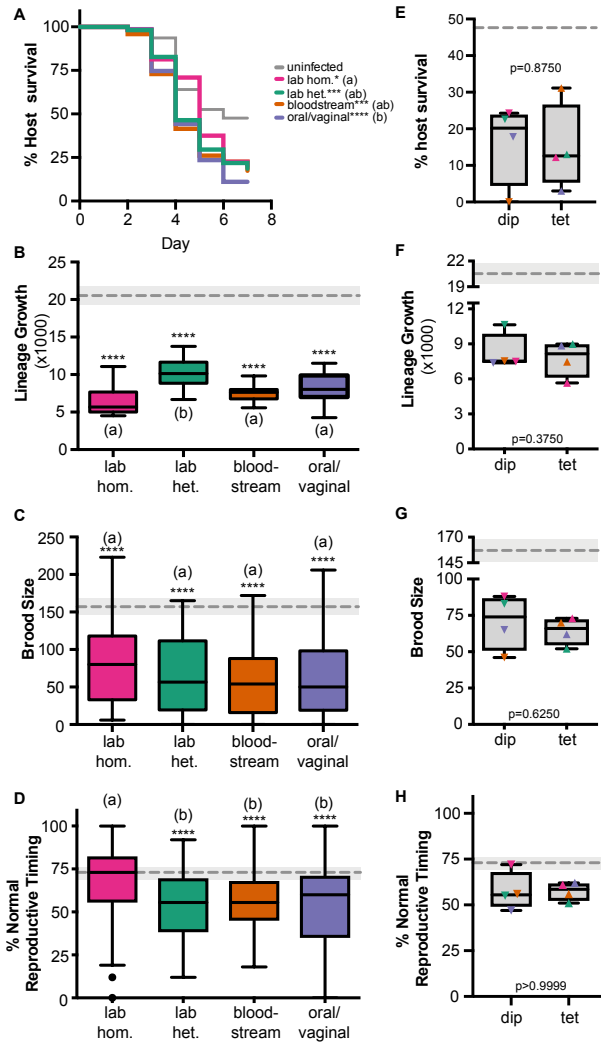 A
% Host survival
100
75
50
25
0
0 2 4 6 8
Day
uninfected
lab hom.* (a)
lab het.*** (ab)
bloodstream*** (ab)
oral/vaginal**** (b)
B
Lineage Growth
(x1000)
25
20
15
10
5
0
**** **** **** ****
(a) (b) (a) (a)
lab hom. lab het. blood-stream oral/vaginal
C
Brood Size
250
200
150
100
50
0
(a) (a) (a) (a)
**** **** **** ****
lab hom. lab het. blood-stream oral/vaginal
D
% Normal
Reproductive Timing
100
75
50
25
0
(a) (b) (b) (b)
**** **** ****
lab hom. lab het. blood-stream oral/vaginal
E
% host survival
50
40
30
20
10
0
p=0.8750
dip tet
F
Lineage Growth
(x1000)
22
19
12
9
6
3
0
p=0.3750
dip tet
G
Brood Size
170
145
100
75
50
25
0
p=0.6250
dip tet
H
% Normal
Reproductive Timing
100
75
50
25
0
p>0.9999
dip tet